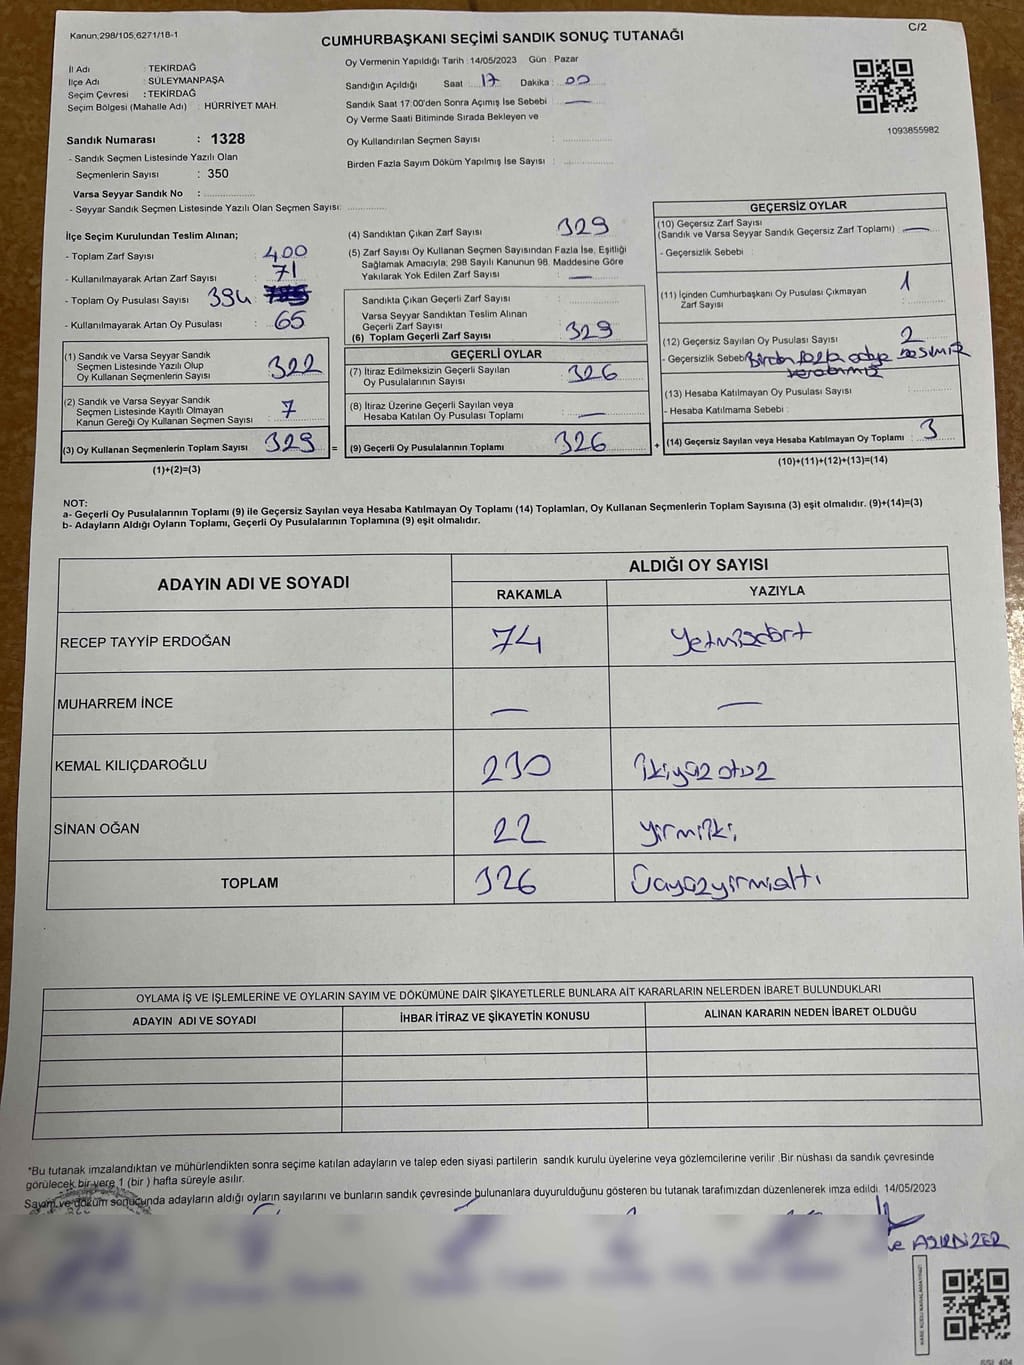 Kanun,298/105,6271/18-1
C/2
CUMHURBAŞKANI SEÇİMİ SANDIK SONUÇ TUTANAĞI
İl Adı : TEKİRDAĞ
İlçe Adı : SÜLEYMANPAŞA
Seçim Çevresi : TEKİRDAĞ
Seçim Bölgesi (Mahalle Adı) : HÜRRİYET MAH.
Sandık Numarası : 1328
- Sandık Seçmen Listesinde Yazılı Olan
Seçmenlerin Sayısı : 350
Varsa Seyyar Sandık No :
- Seyyar Sandık Seçmen Listesinde Yazılı Olan Seçmen Sayısı:
Oy Vermenin Yapıldığı Tarih : 14/05/2023 Gün : Pazar
Sandığın Açıldığı Saat : 17 Dakika : 00
Sandık Saat 17.00'den Sonra Açımış İse Sebebi : —
Oy Verme Saati Bitiminde Sırada Bekleyen ve
Oy Kullandırılan Seçmen Sayısı :
Birden Fazla Sayım Döküm Yapılmış İse Sayısı :
1093855982
İlçe Seçim Kurulundan Teslim Alınan;
- Toplam Zarf Sayısı : 400
- Kullanılmayarak Artan Zarf Sayısı : 71
- Toplam Oy Pusulası Sayısı 394 :
- Kullanılmayarak Artan Oy Pusulası : 65
(1) Sandık ve Varsa Seyyar Sandık
Seçmen Listesinde Yazılı Olup
Oy Kullanan Seçmenlerin Sayısı : 322
(2) Sandık ve Varsa Seyyar Sandık
Seçmen Listesinde Kayıtlı Olmayan
Kanun Gereği Oy Kullanan Seçmen Sayısı : 7
(3) Oy Kullanan Seçmenlerin Toplam Sayısı : 329 =
(1)+(2)=(3)
(4) Sandıktan Çıkan Zarf Sayısı : 329
(5) Zarf Sayısı Oy Kullanan Seçmen Sayısından Fazla İse, Eşitliği
Sağlamak Amacıyla; 298 Sayılı Kanunun 98. Maddesine Göre
Yakılarak Yok Edilen Zarf Sayısı : —
Sandıkta Çıkan Geçerli Zarf Sayısı :
Varsa Seyyar Sandıktan Teslim Alınan
Geçerli Zarf Sayısı :
(6) Toplam Geçerli Zarf Sayısı : 329
GEÇERLİ OYLAR
(7) İtiraz Edilmeksizin Geçerli Sayılan
Oy Pusulalarının Sayısı : 326
(8) İtiraz Üzerine Geçerli Sayılan veya
Hesaba Katılan Oy Pusulası Toplamı : —
(9) Geçerli Oy Pusulalarının Toplamı : 326 +
GEÇERSİZ OYLAR
(10) Geçersiz Zarf Sayısı
(Sandık ve Varsa Seyyar Sandık Geçersiz Zarf Toplamı) : —
- Geçersizlik Sebebi :
(11) İçinden Cumhurbaşkanı Oy Pusulası Çıkmayan
Zarf Sayısı : 1
(12) Geçersiz Sayılan Oy Pusulası Sayısı : 2
- Geçersizlik Sebebi Birden fazla adaya
(13) Hesaba Katılmayan Oy Pusulası Sayısı :
- Hesaba Katılmama Sebebi :
(14) Geçersiz Sayılan veya Hesaba Katılmayan Oy Toplamı : 3
(10)+(11)+(12)+(13)=(14)
NOT:
a- Geçerli Oy Pusulalarının Toplamı (9) ile Geçersiz Sayılan veya Hesaba Katılmayan Oy Toplamı (14) Toplamları, Oy Kullanan Seçmenlerin Toplam Sayısına (3) eşit olmalıdır. (9)+(14)=(3)
b- Adayların Aldığı Oyların Toplamı, Geçerli Oy Pusulalarının Toplamına (9) eşit olmalıdır.
ADAYIN ADI VE SOYADI
ALDIĞI OY SAYISI
RAKAMLA YAZIYLA
RECEP TAYYİP ERDOĞAN 74 Yetmişdört
MUHARREM İNCE — —
KEMAL KILIÇDAROĞLU 230 İkiyüz otuz
SİNAN OĞAN 22 yirmiiki
TOPLAM 326 Üçyüzyirmialtı
OYLAMA İŞ VE İŞLEMLERİNE VE OYLARIN SAYIM VE DÖKÜMÜNE DAİR ŞİKAYETLERLE BUNLARA AİT KARARLARIN NELERDEN İBARET BULUNDUKLARI
ADAYIN ADI VE SOYADI İHBAR İTİRAZ VE ŞİKAYETİN KONUSU ALINAN KARARIN NEDEN İBARET OLDUĞU
*Bu tutanak imzalandıktan ve mühürlendikten sonra seçime katılan adayların ve talep eden siyasi partilerin sandık kurulu üyelerine veya gözlemcilerine verilir .Bir nüshası da sandık çevresinde
görülecek bir yere 1 (bir ) hafta süreyle asılır.
Sayım ve döküm sonucunda adayların aldığı oyların sayılarını ve bunların sandık çevresinde bulunanlara duyurulduğunu gösteren bu tutanak tarafımızdan düzenlenerek imza edildi. 14/05/2023